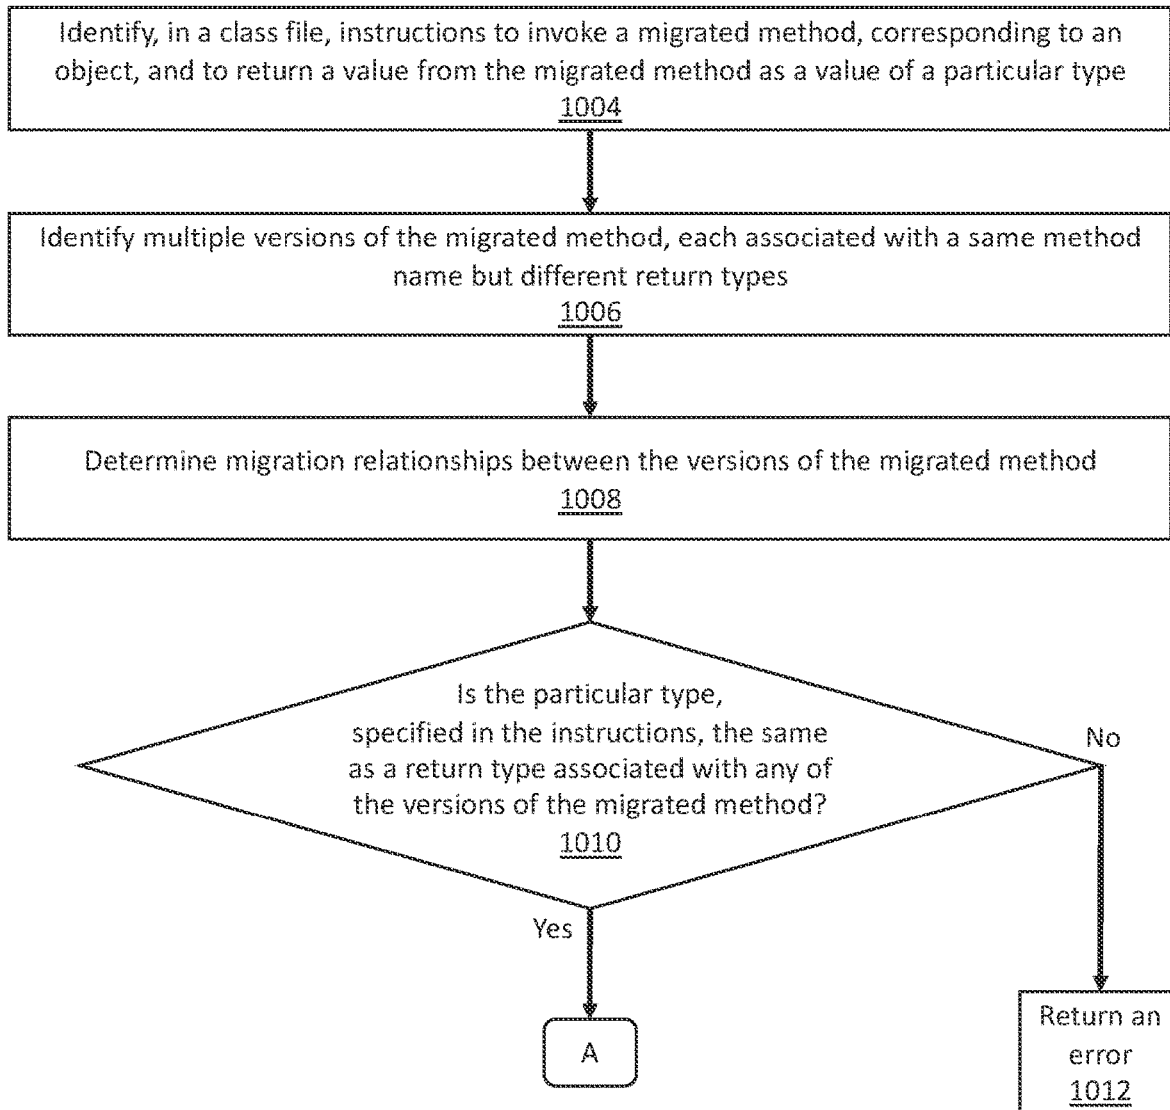 Identify, in a class file, instructions to invoke a migrated method, corresponding to an
object, and to return a value from the migrated method as a value of a particular type
1004
Identify multiple versions of the migrated method, each associated with a same method
name but different return types
1006
Determine migration relationships between the versions of the migrated method
1008
Is the particular type,
specified in the instructions, the same
as a return type associated with any of
the versions of the migrated method?
1010
No
Yes
A
Return an
error
1012